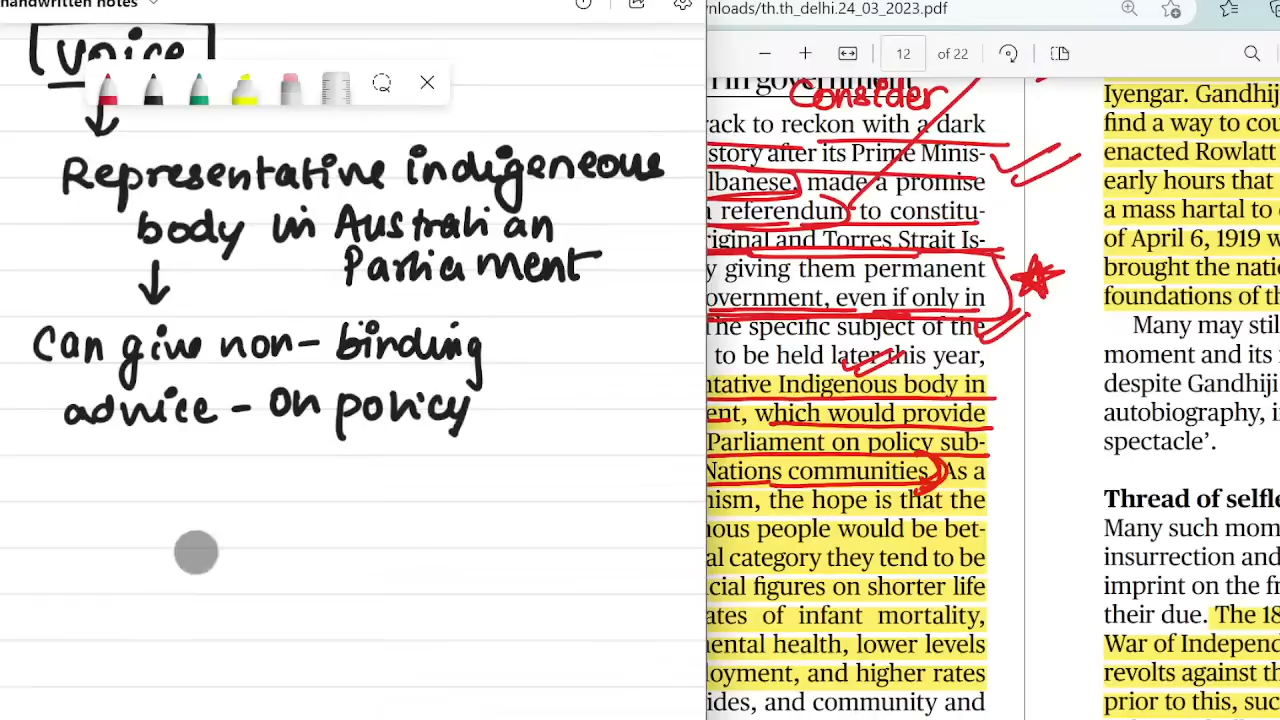 handwritten notes
Voice
Representative indigeneous
body in Australian
Parliament
Can give non-binding
advice - on policy
nloads/th.th_delhi.24_03_2023.pdf
12 of 22
in government
Consider
rack to reckon with a dark
story after its Prime Minis-
lbanese, made a promise
a referendum to constitu-
riginal and Torres Strait Is-
y giving them permanent
overnment, even if only in
The specific subject of the
to be held later this year,
ntative Indigenous body in
ent, which would provide
Parliament on policy sub-
Nations communities. As a
nism, the hope is that the
nous people would be bet-
al category they tend to be
cial figures on shorter life
ates of infant mortality,
mental health, lower levels
loyment, and higher rates
ides, and community and
Iyengar. Gandhiji
find a way to cou
enacted Rowlatt
early hours that
a mass hartal to
of April 6, 1919 w
brought the natio
foundations of th
Many may still
moment and its
despite Gandhiji
autobiography, i
spectacle'.
Thread of selfle
Many such mom
insurrection and
imprint on the fr
their due. The 18
War of Independ
revolts against th
prior to this, suc